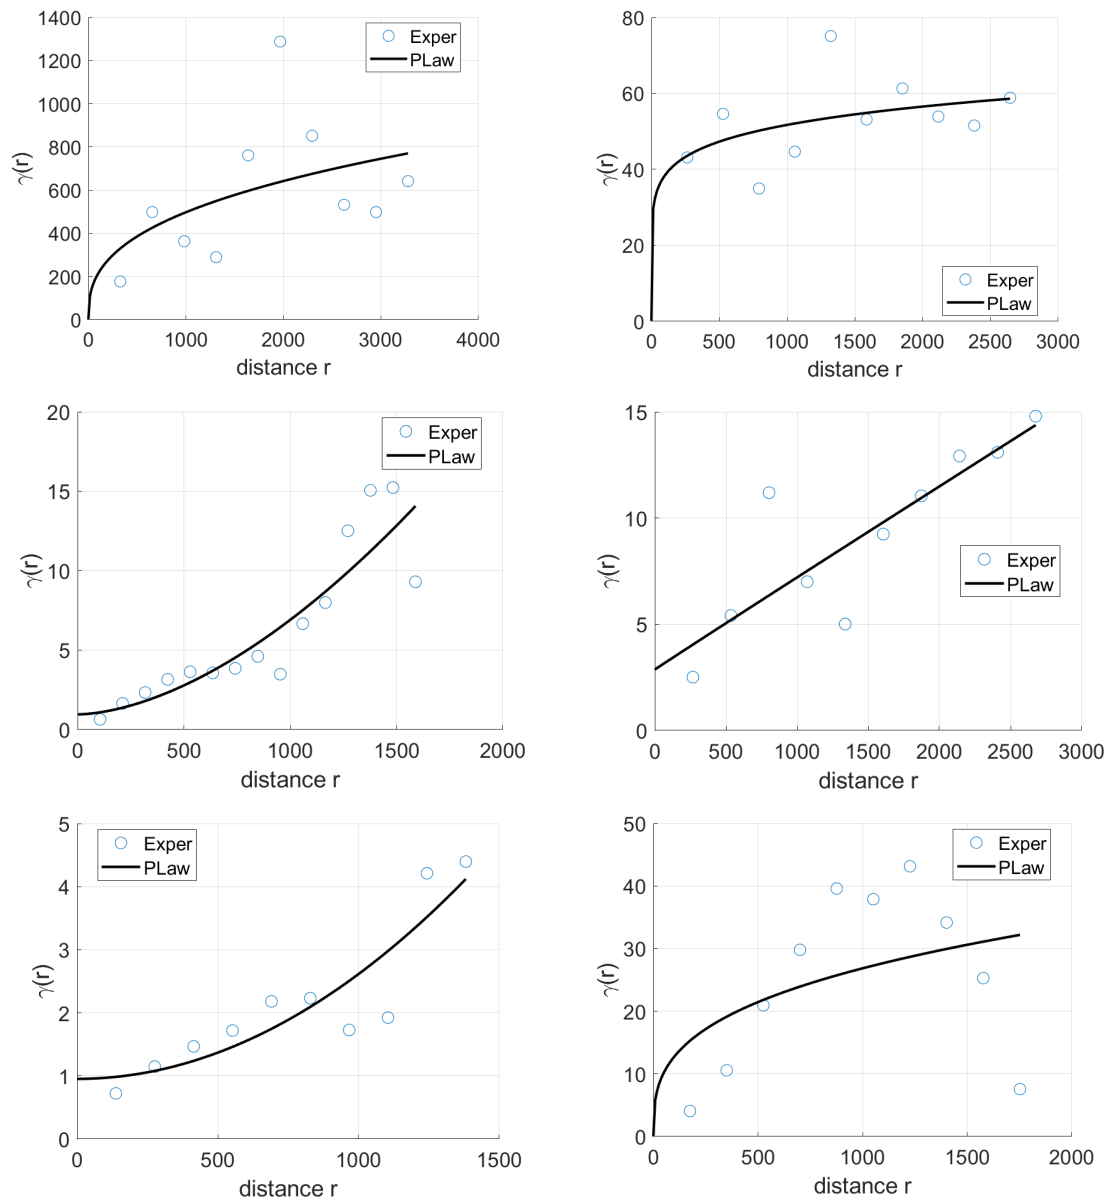 1400
1200
1000
800
600
400
200
0
γ(r)
Exper
PLaw
0 1000 2000 3000 4000
distance r
80
60
40
20
0
γ(r)
Exper
PLaw
0 500 1000 1500 2000 2500 3000
distance r
20
15
10
5
0
γ(r)
Exper
PLaw
0 500 1000 1500 2000
distance r
15
10
5
0
γ(r)
Exper
PLaw
0 500 1000 1500 2000 2500 3000
distance r
5
4
3
2
1
0
γ(r)
Exper
PLaw
0 500 1000 1500
distance r
50
40
30
20
10
0
γ(r)
Exper
PLaw
0 500 1000 1500 2000
distance r